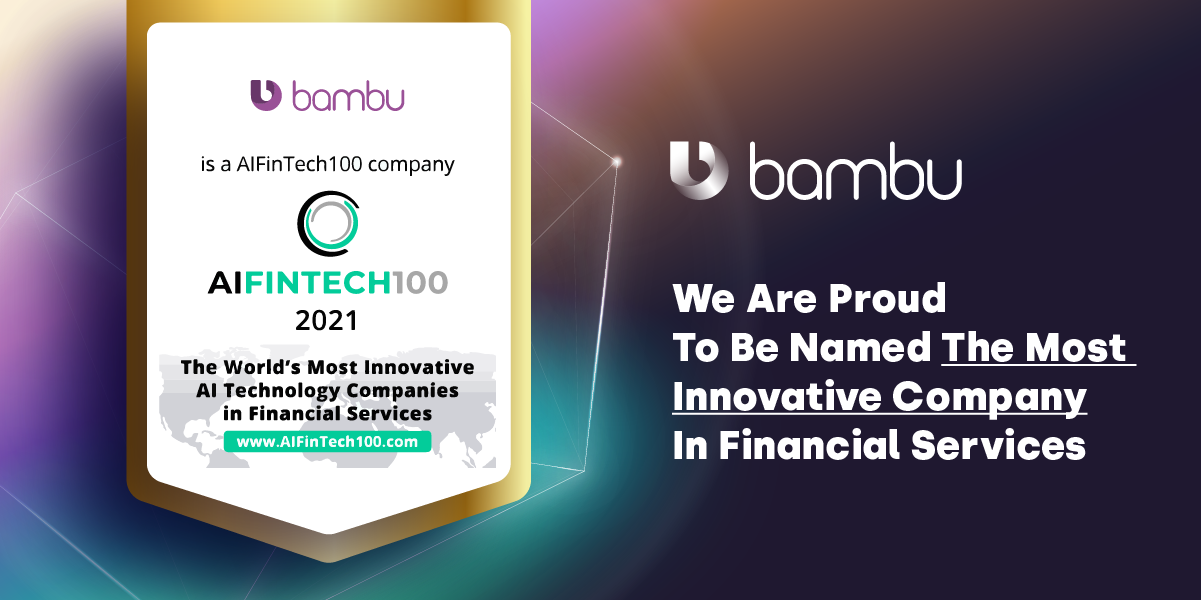 bambu
is a AIFinTech100 company
AIFINTECH100
2021
The World's Most Innovative
AI Technology Companies
in Financial Services
www.AIFinTech100.com
bambu
We Are Proud
To Be Named The Most
Innovative Company
In Financial Services